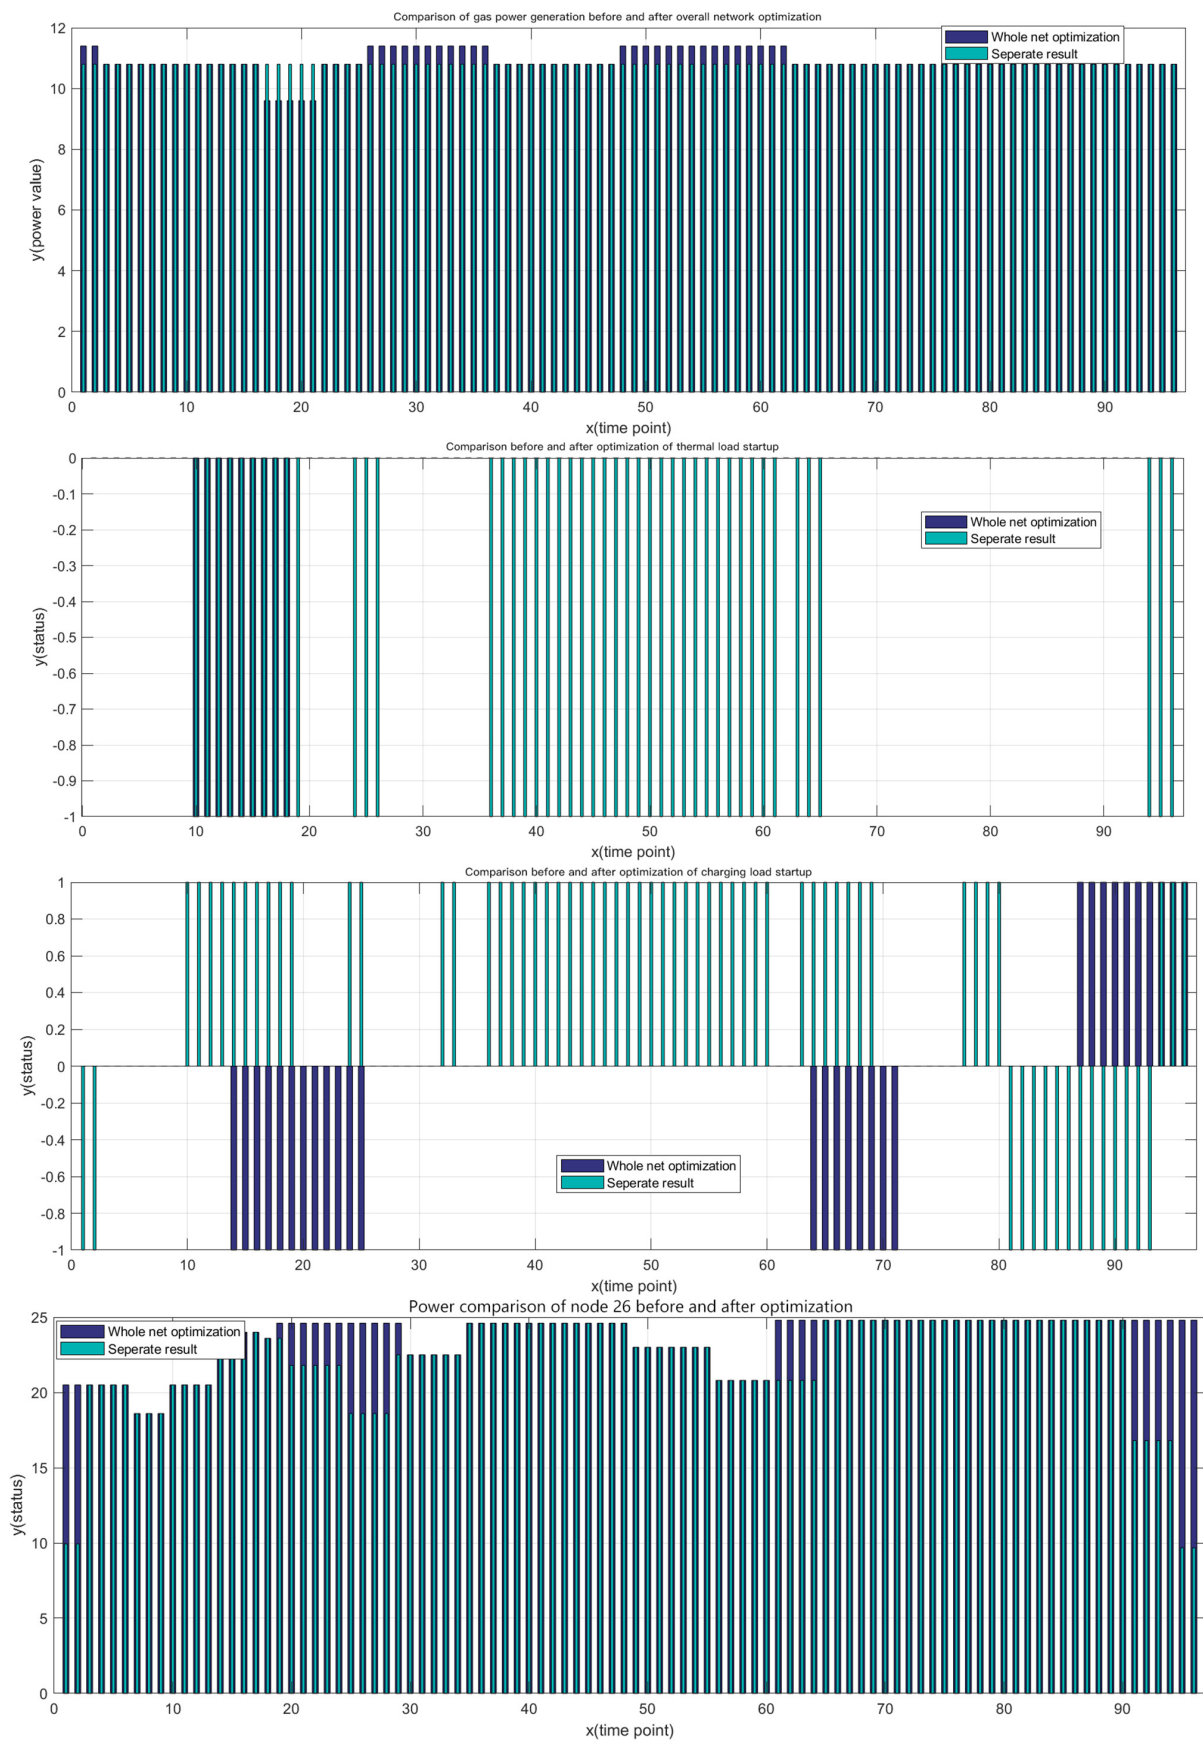 Comparison of gas power generation before and after overall network optimization
12
10
8
6
4
2
0
y(power value)
Whole net optimization
Seperate result
0 10 20 30 40 50 60 70 80 90
x(time point)
Comparison before and after optimization of thermal load startup
0
-0.1
-0.2
-0.3
-0.4
-0.5
-0.6
-0.7
-0.8
-0.9
-1
y(status)
Whole net optimization
Seperate result
0 10 20 30 40 50 60 70 80 90
x(time point)
Comparison before and after optimization of charging load startup
1
0.8
0.6
0.4
0.2
0
-0.2
-0.4
-0.6
-0.8
-1
y(status)
Whole net optimization
Seperate result
0 10 20 30 40 50 60 70 80 90
x(time point)
Power comparison of node 26 before and after optimization
25
20
15
10
5
0
y(status)
Whole net optimization
Seperate result
0 10 20 30 40 50 60 70 80 90
x(time point)